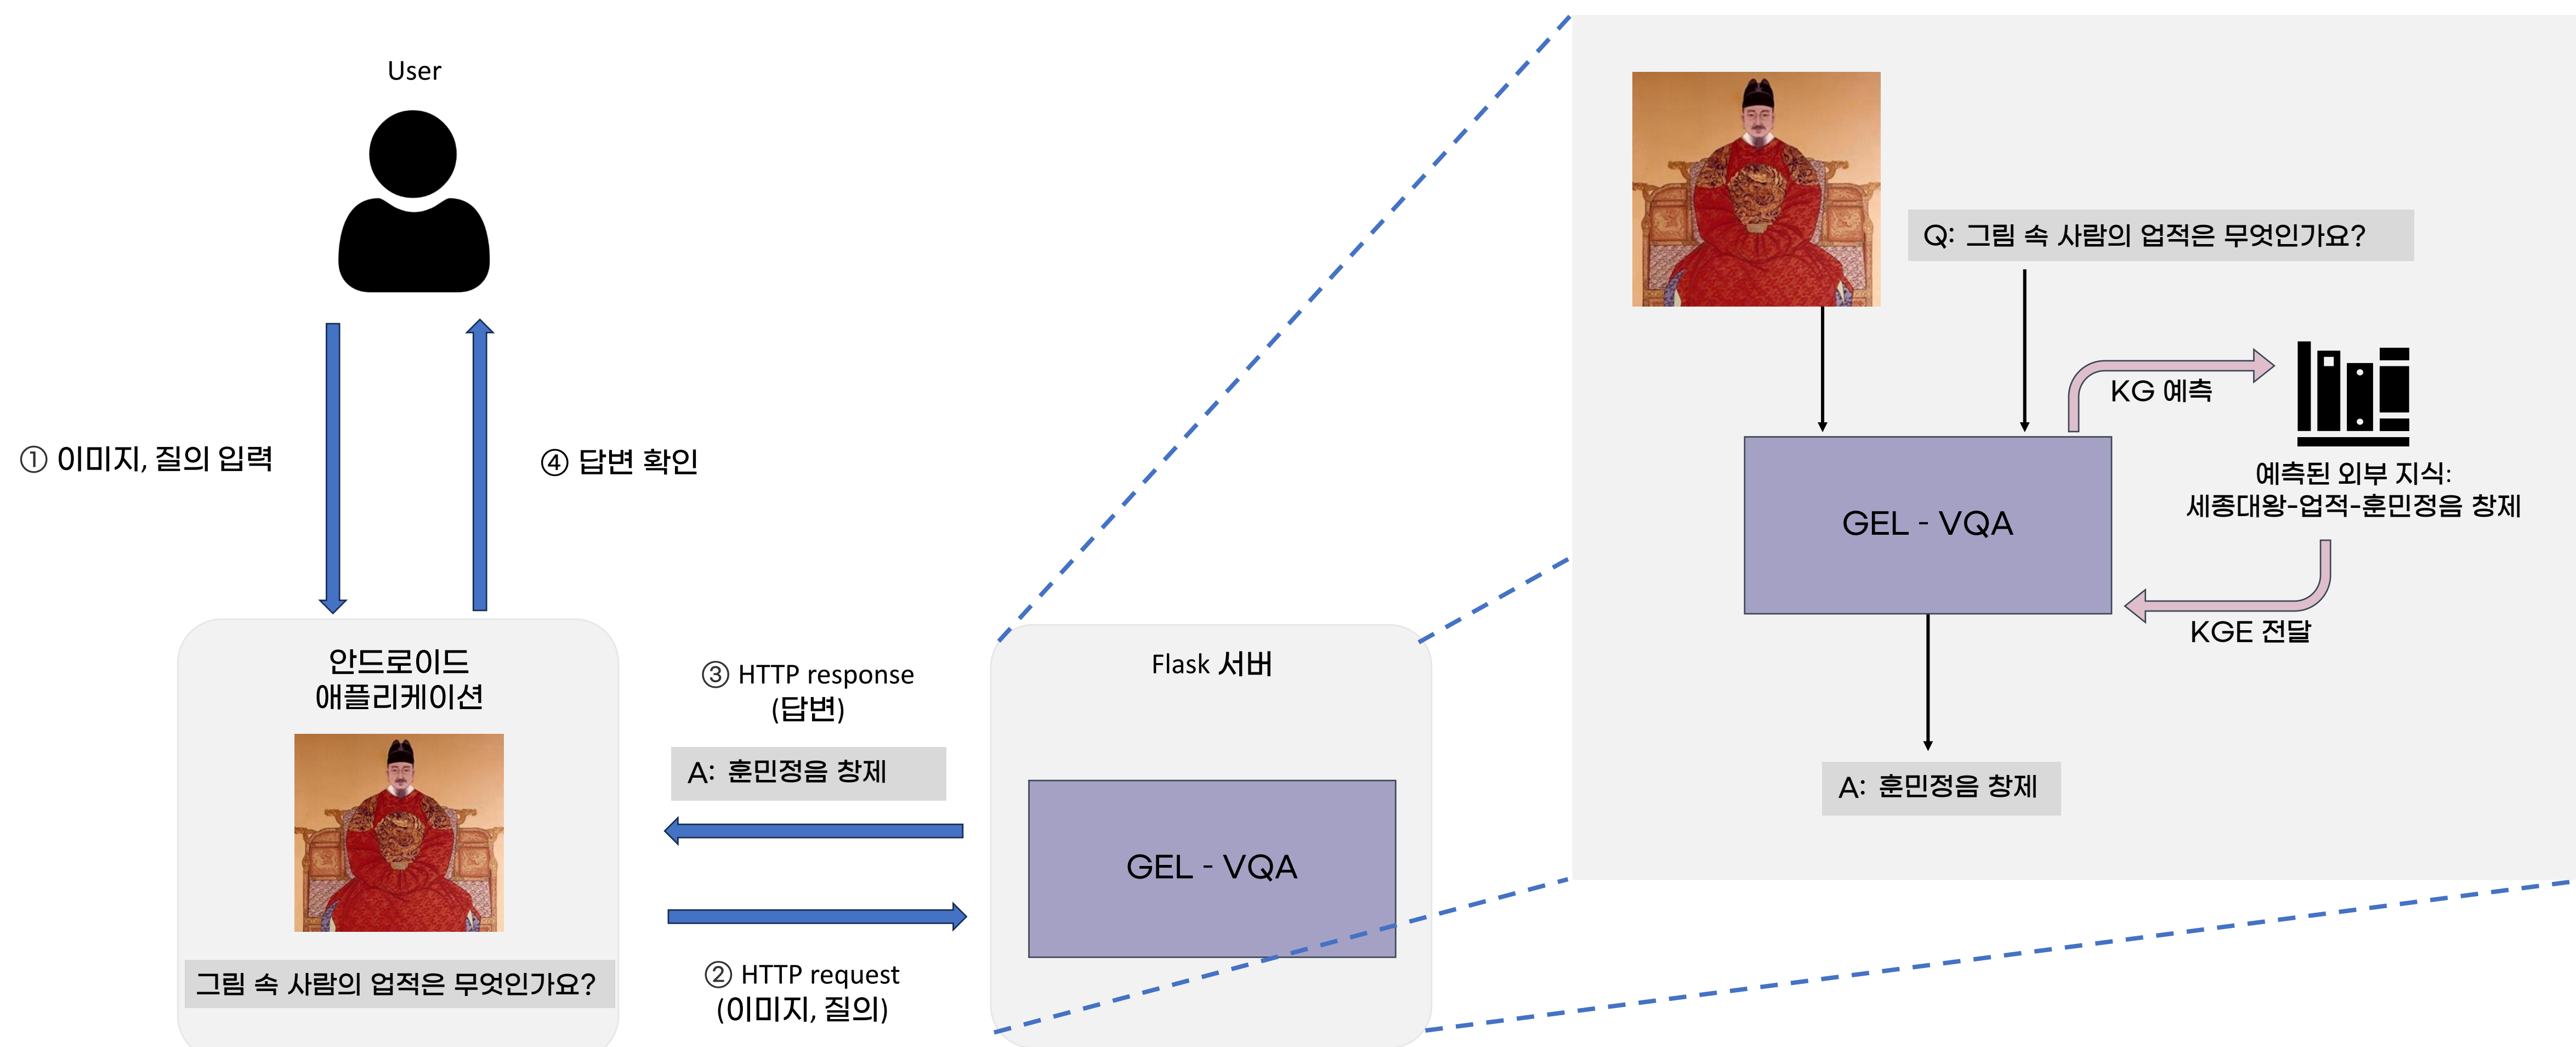 User
① 이미지, 질의 입력
④ 답변 확인
안드로이드
애플리케이션
그림 속 사람의 업적은 무엇인가요?
③ HTTP response
(답변)
A: 훈민정음 창제
② HTTP request
(이미지, 질의)
Flask 서버
GEL - VQA
Q: 그림 속 사람의 업적은 무엇인가요?
KG 예측
GEL - VQA
예측된 외부 지식:
세종대왕-업적-훈민정음 창제
KGE 전달
A: 훈민정음 창제